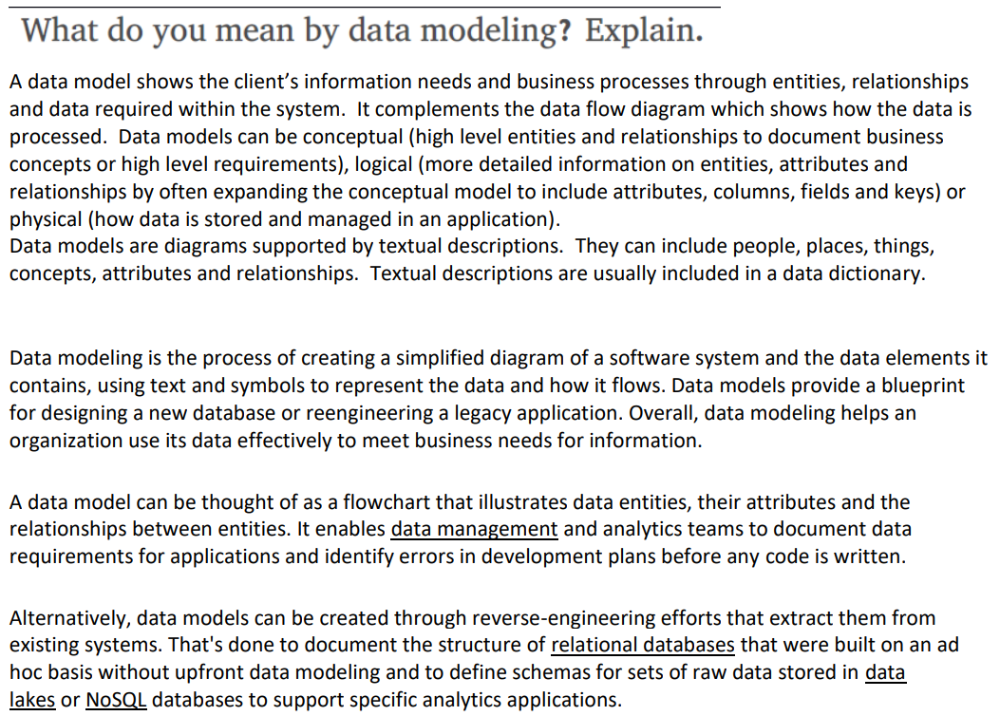 What do you mean by data modeling? Explain.
A data model shows the client’s information needs and business processes through entities, relationships
and data required within the system.  It complements the data flow diagram which shows how the data is
processed.  Data models can be conceptual (high level entities and relationships to document business
concepts or high level requirements), logical (more detailed information on entities, attributes and
relationships by often expanding the conceptual model to include attributes, columns, fields and keys) or
physical (how data is stored and managed in an application).
Data models are diagrams supported by textual descriptions.  They can include people, places, things,
concepts, attributes and relationships.  Textual descriptions are usually included in a data dictionary.
Data modeling is the process of creating a simplified diagram of a software system and the data elements it
contains, using text and symbols to represent the data and how it flows. Data models provide a blueprint
for designing a new database or reengineering a legacy application. Overall, data modeling helps an
organization use its data effectively to meet business needs for information.
A data model can be thought of as a flowchart that illustrates data entities, their attributes and the
relationships between entities. It enables data management and analytics teams to document data
requirements for applications and identify errors in development plans before any code is written.
Alternatively, data models can be created through reverse-engineering efforts that extract them from
existing systems. That's done to document the structure of relational databases that were built on an ad
hoc basis without upfront data modeling and to define schemas for sets of raw data stored in data
lakes or NoSQL databases to support specific analytics applications.